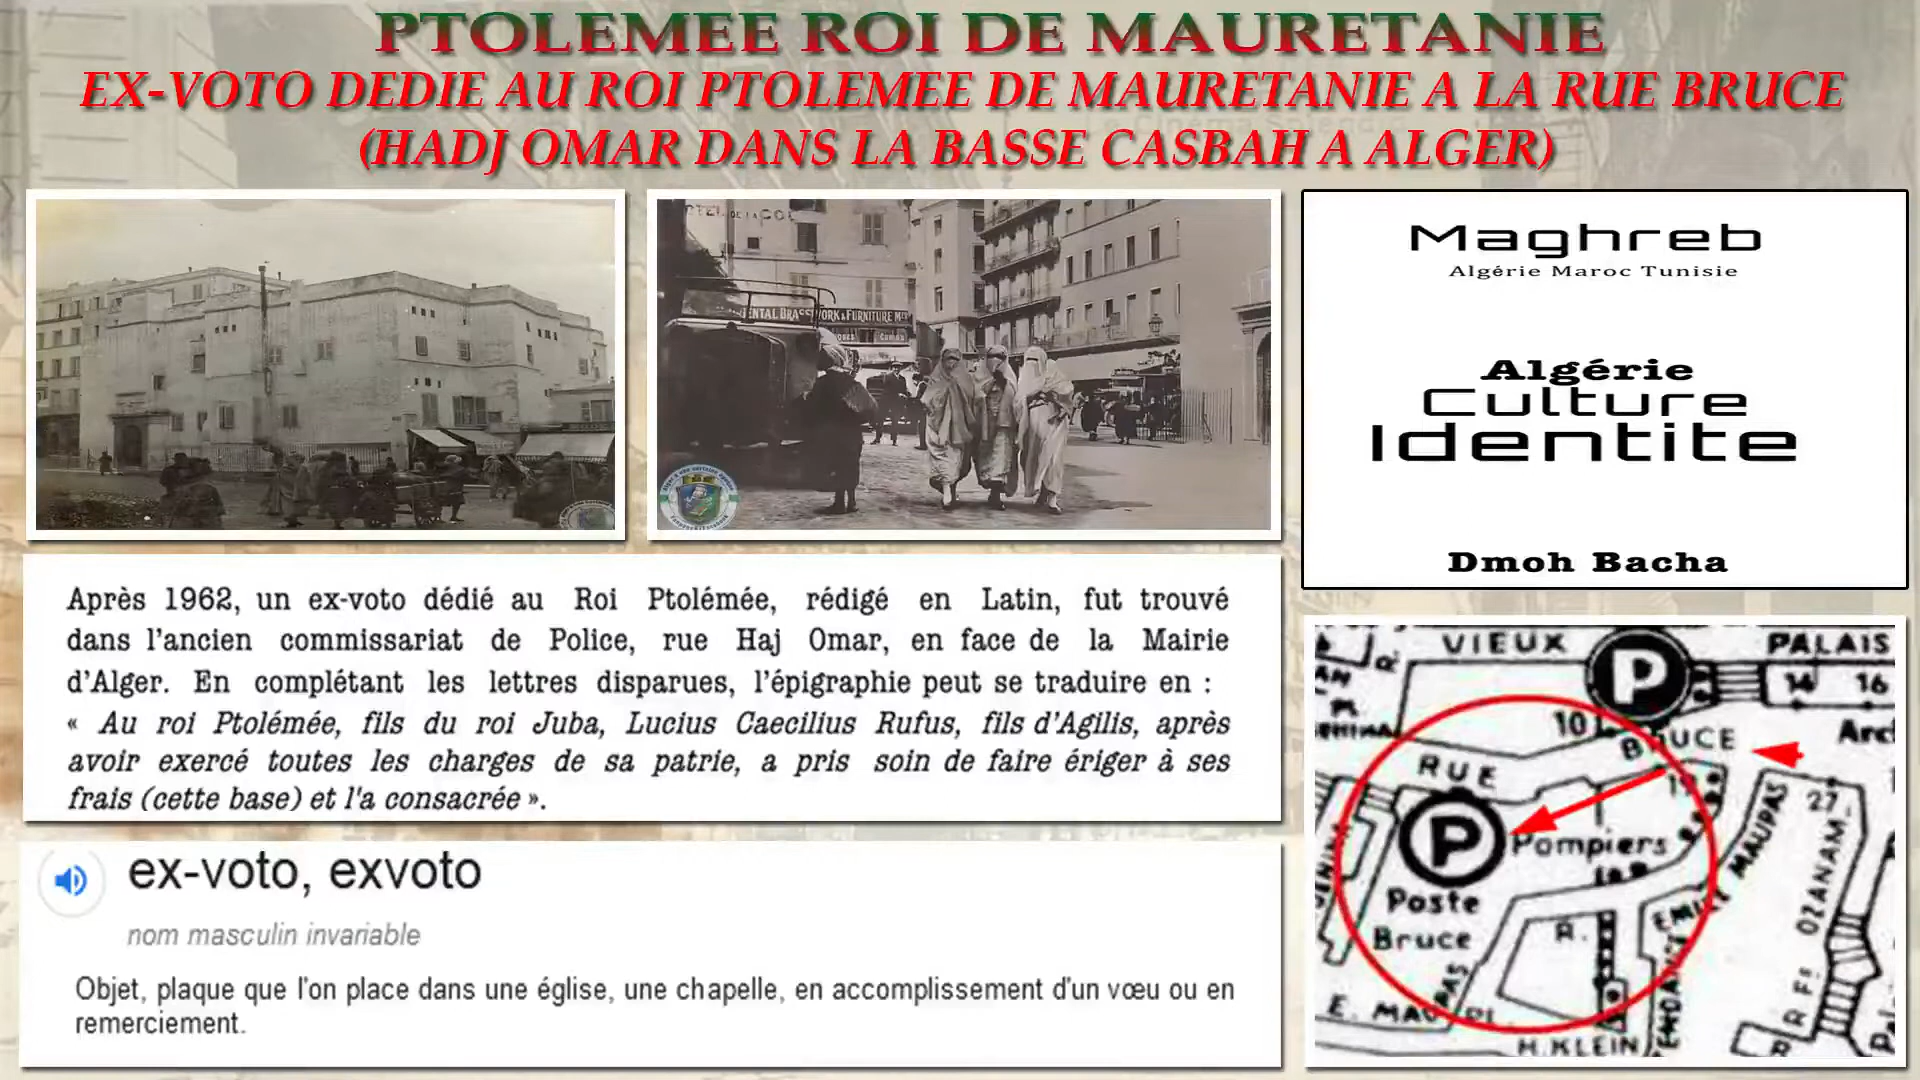 PTOLEMEE ROI DE MAURETANIE
EX-VOTO DEDIE AU ROI PTOLEMEE DE MAURETANIE A LA RUE BRUCE
(HADJ OMAR DANS LA BASSE CASBAH A ALGER)
ENTAL BRASSWORK & FURNITURE
Maghreb
Algérie Maroc Tunisie
Algérie
Culture
Identite
Dmoh Bacha
Après 1962, un ex-voto dédié au Roi Ptolémée, rédigé en Latin, fut trouvé
dans l'ancien commissariat de Police, rue Haj Omar, en face de la Mairie
d'Alger. En complétant les lettres disparues, l'épigraphie peut se traduire en :
« Au roi Ptolémée, fils du roi Juba, Lucius Caecilius Rufus, fils d'Agilis, après
avoir exercé toutes les charges de sa patrie, a pris soin de faire ériger à ses
frais (cette base) et l'a consacrée ».
ex-voto, exvoto
nom masculin invariable
Objet, plaque que l'on place dans une église, une chapelle, en accomplissement d'un vœu ou en
remerciement.
VIEUX
P
PALAIS
14 16
10
BRUCE
RUE
P
Pompiers
Poste
Bruce
MAUPAS
27
R. Fr. OZANAM
R.
EMILE
E. MAUPAS
H. KLEIN